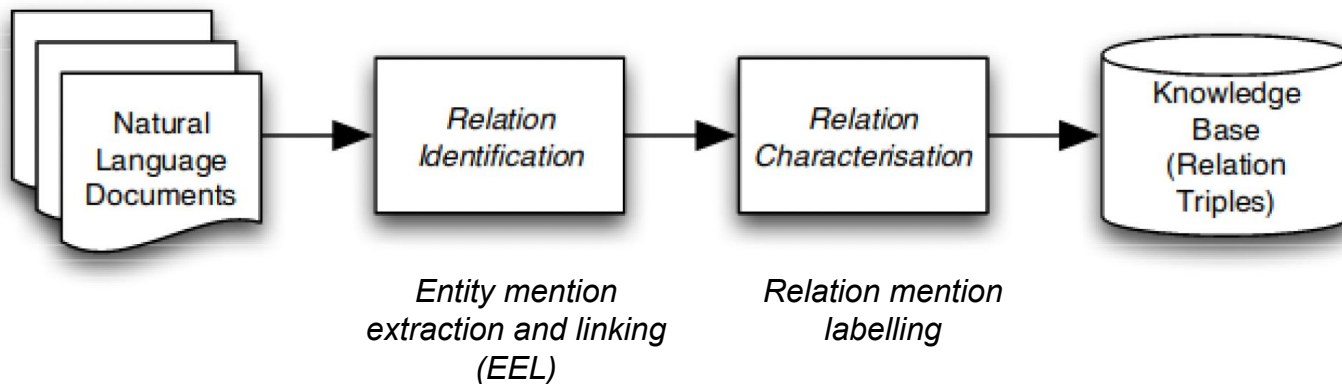 Natural
Language
Documents
Relation
Identification
Relation
Characterisation
Knowledge
Base
(Relation
Triples)
Entity mention
extraction and linking
(EEL)
Relation mention
labelling